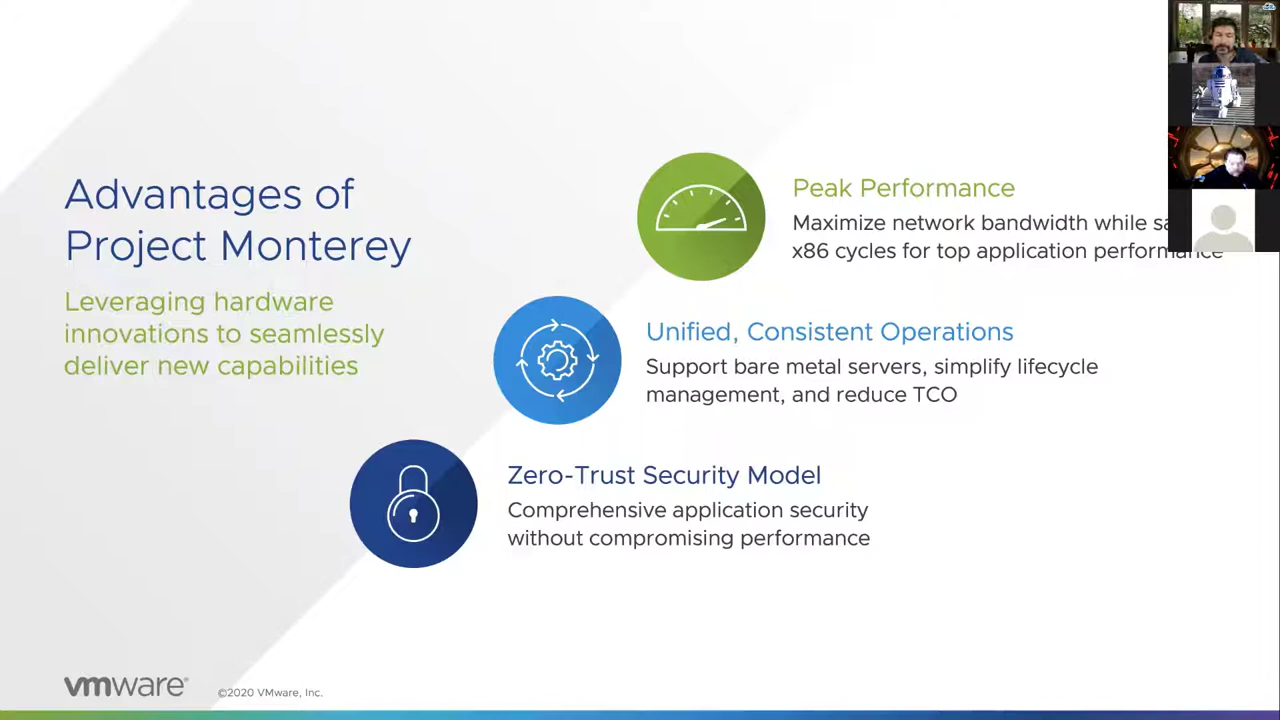 Advantages of
Project Monterey
Leveraging hardware
innovations to seamlessly
deliver new capabilities
Peak Performance
Maximize network bandwidth while
x86 cycles for top application performance
Unified, Consistent Operations
Support bare metal servers, simplify lifecycle
management, and reduce TCO
Zero-Trust Security Model
Comprehensive application security
without compromising performance
vmware®
©2020 VMware, Inc.